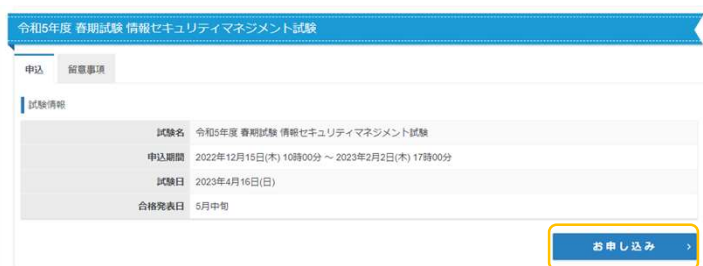 令和5年度 春期試験 情報セキュリティマネジメント試験
申込 留意事項
試験情報
試験名 令和5年度 春期試験 情報セキュリティマネジメント試験
申込期間 2022年12月15日(木) 10時00分 ～ 2023年2月2日(木) 17時00分
試験日 2023年4月16日(日)
合格発表日 5月中旬
お申し込み